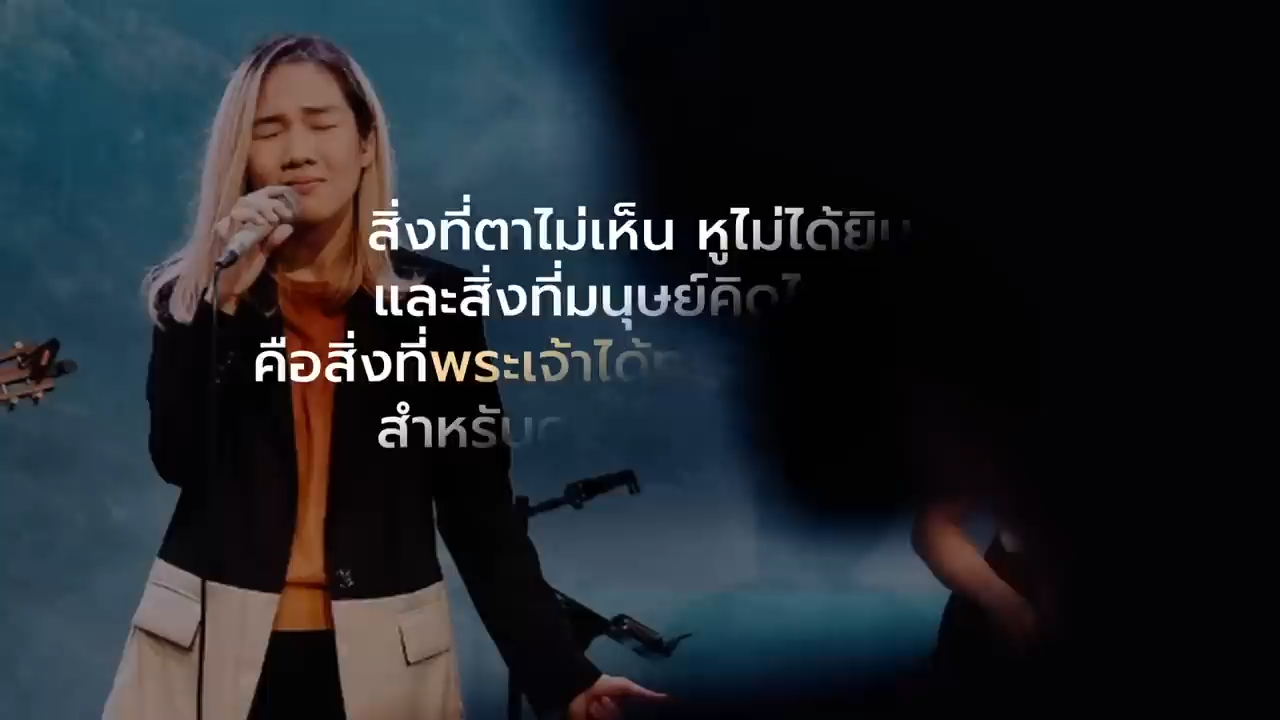 สิ่งที่ตาไม่เห็น หูไม่ได้ยิน
และสิ่งที่มนุษย์คิด
คือสิ่งที่พระเจ้าได้
สำหรับ